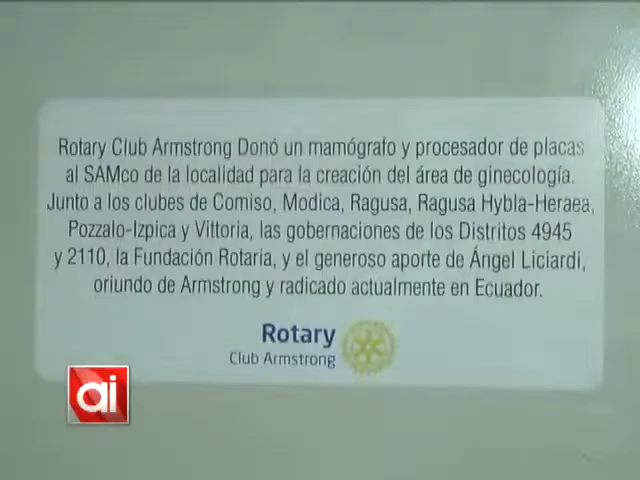 Rotary Club Armstrong Donó un mamógrafo y procesador de placas
al SAMco de la localidad para la creación del área de ginecología.
Junto a los clubes de Comiso, Modica, Ragusa, Ragusa Hybla-Heraea,
Pozzalo-Izpica y Vittoria, las gobernaciones de los Distritos 4945
y 2110, la Fundación Rotaria, y el generoso aporte de Ángel Liciardi,
oriundo de Armstrong y radicado actualmente en Ecuador.
Rotary
Club Armstrong
ai